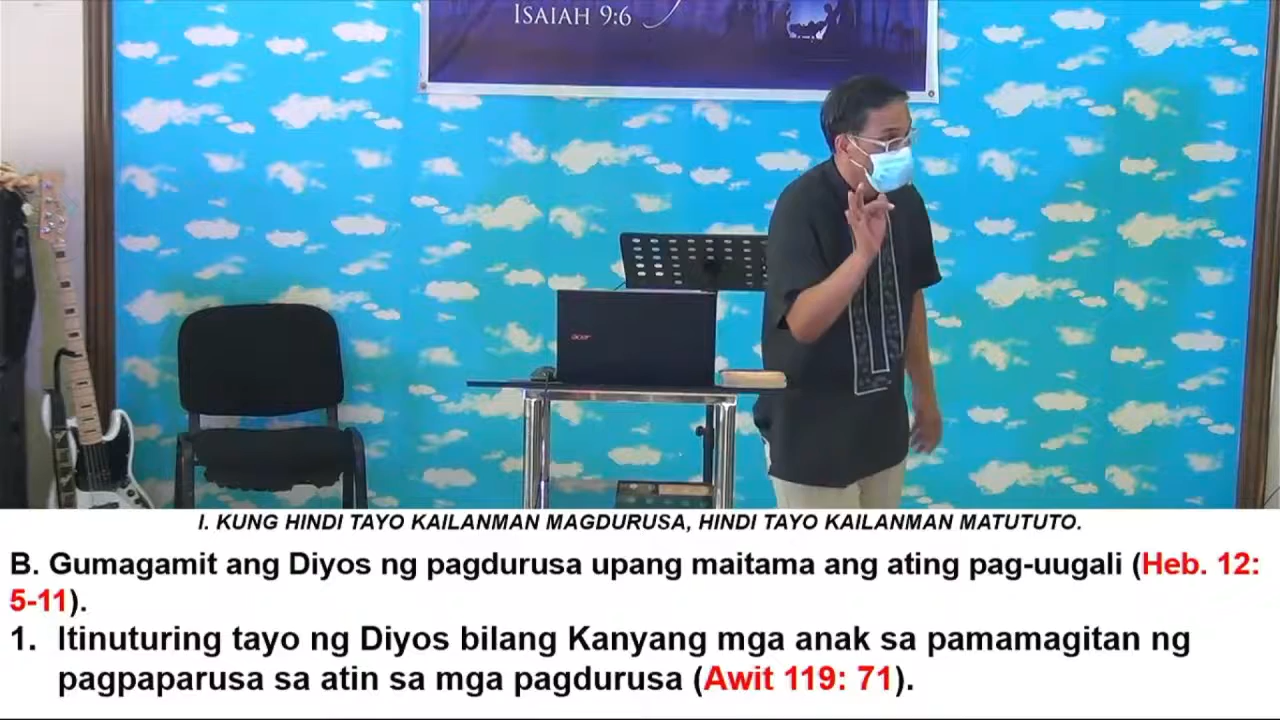 ISAIAH 9:6
acer
I. KUNG HINDI TAYO KAILANMAN MAGDURUSA, HINDI TAYO KAILANMAN MATUTUTO.
B. Gumagamit ang Diyos ng pagdurusa upang maitama ang ating pag-uugali (Heb. 12:
5-11).
1. Itinuturing tayo ng Diyos bilang Kanyang mga anak sa pamamagitan ng
pagpaparusa sa atin sa mga pagdurusa (Awit 119: 71).